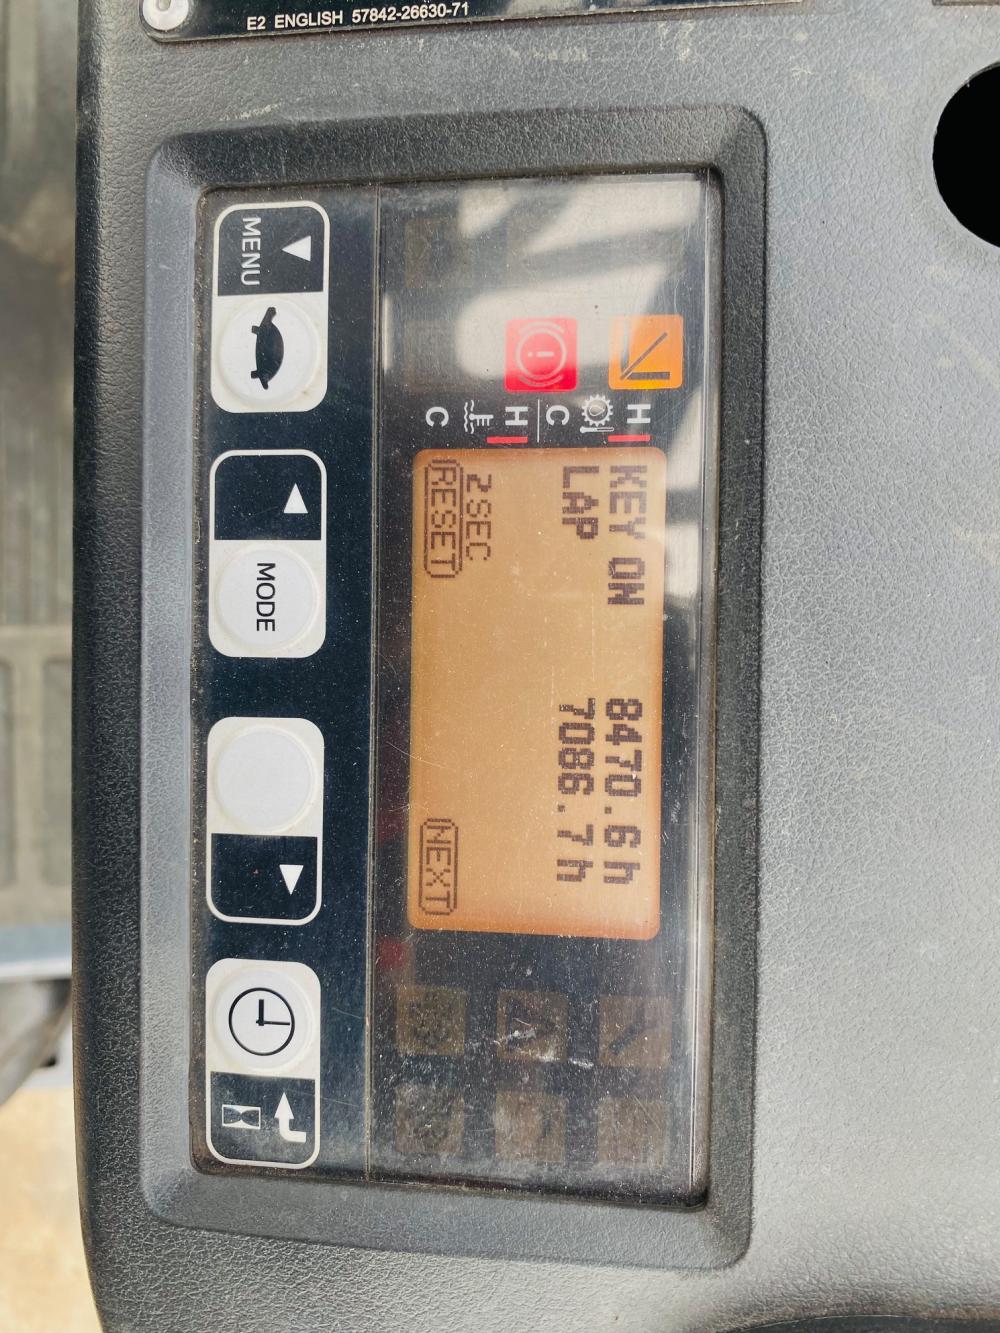 E2 ENGLISH 57842-26630-71
H
C
H
C
KEY ON 8470.6h
LAP 7086.7h
2SEC
RESET
NEXT
MENU
MODE